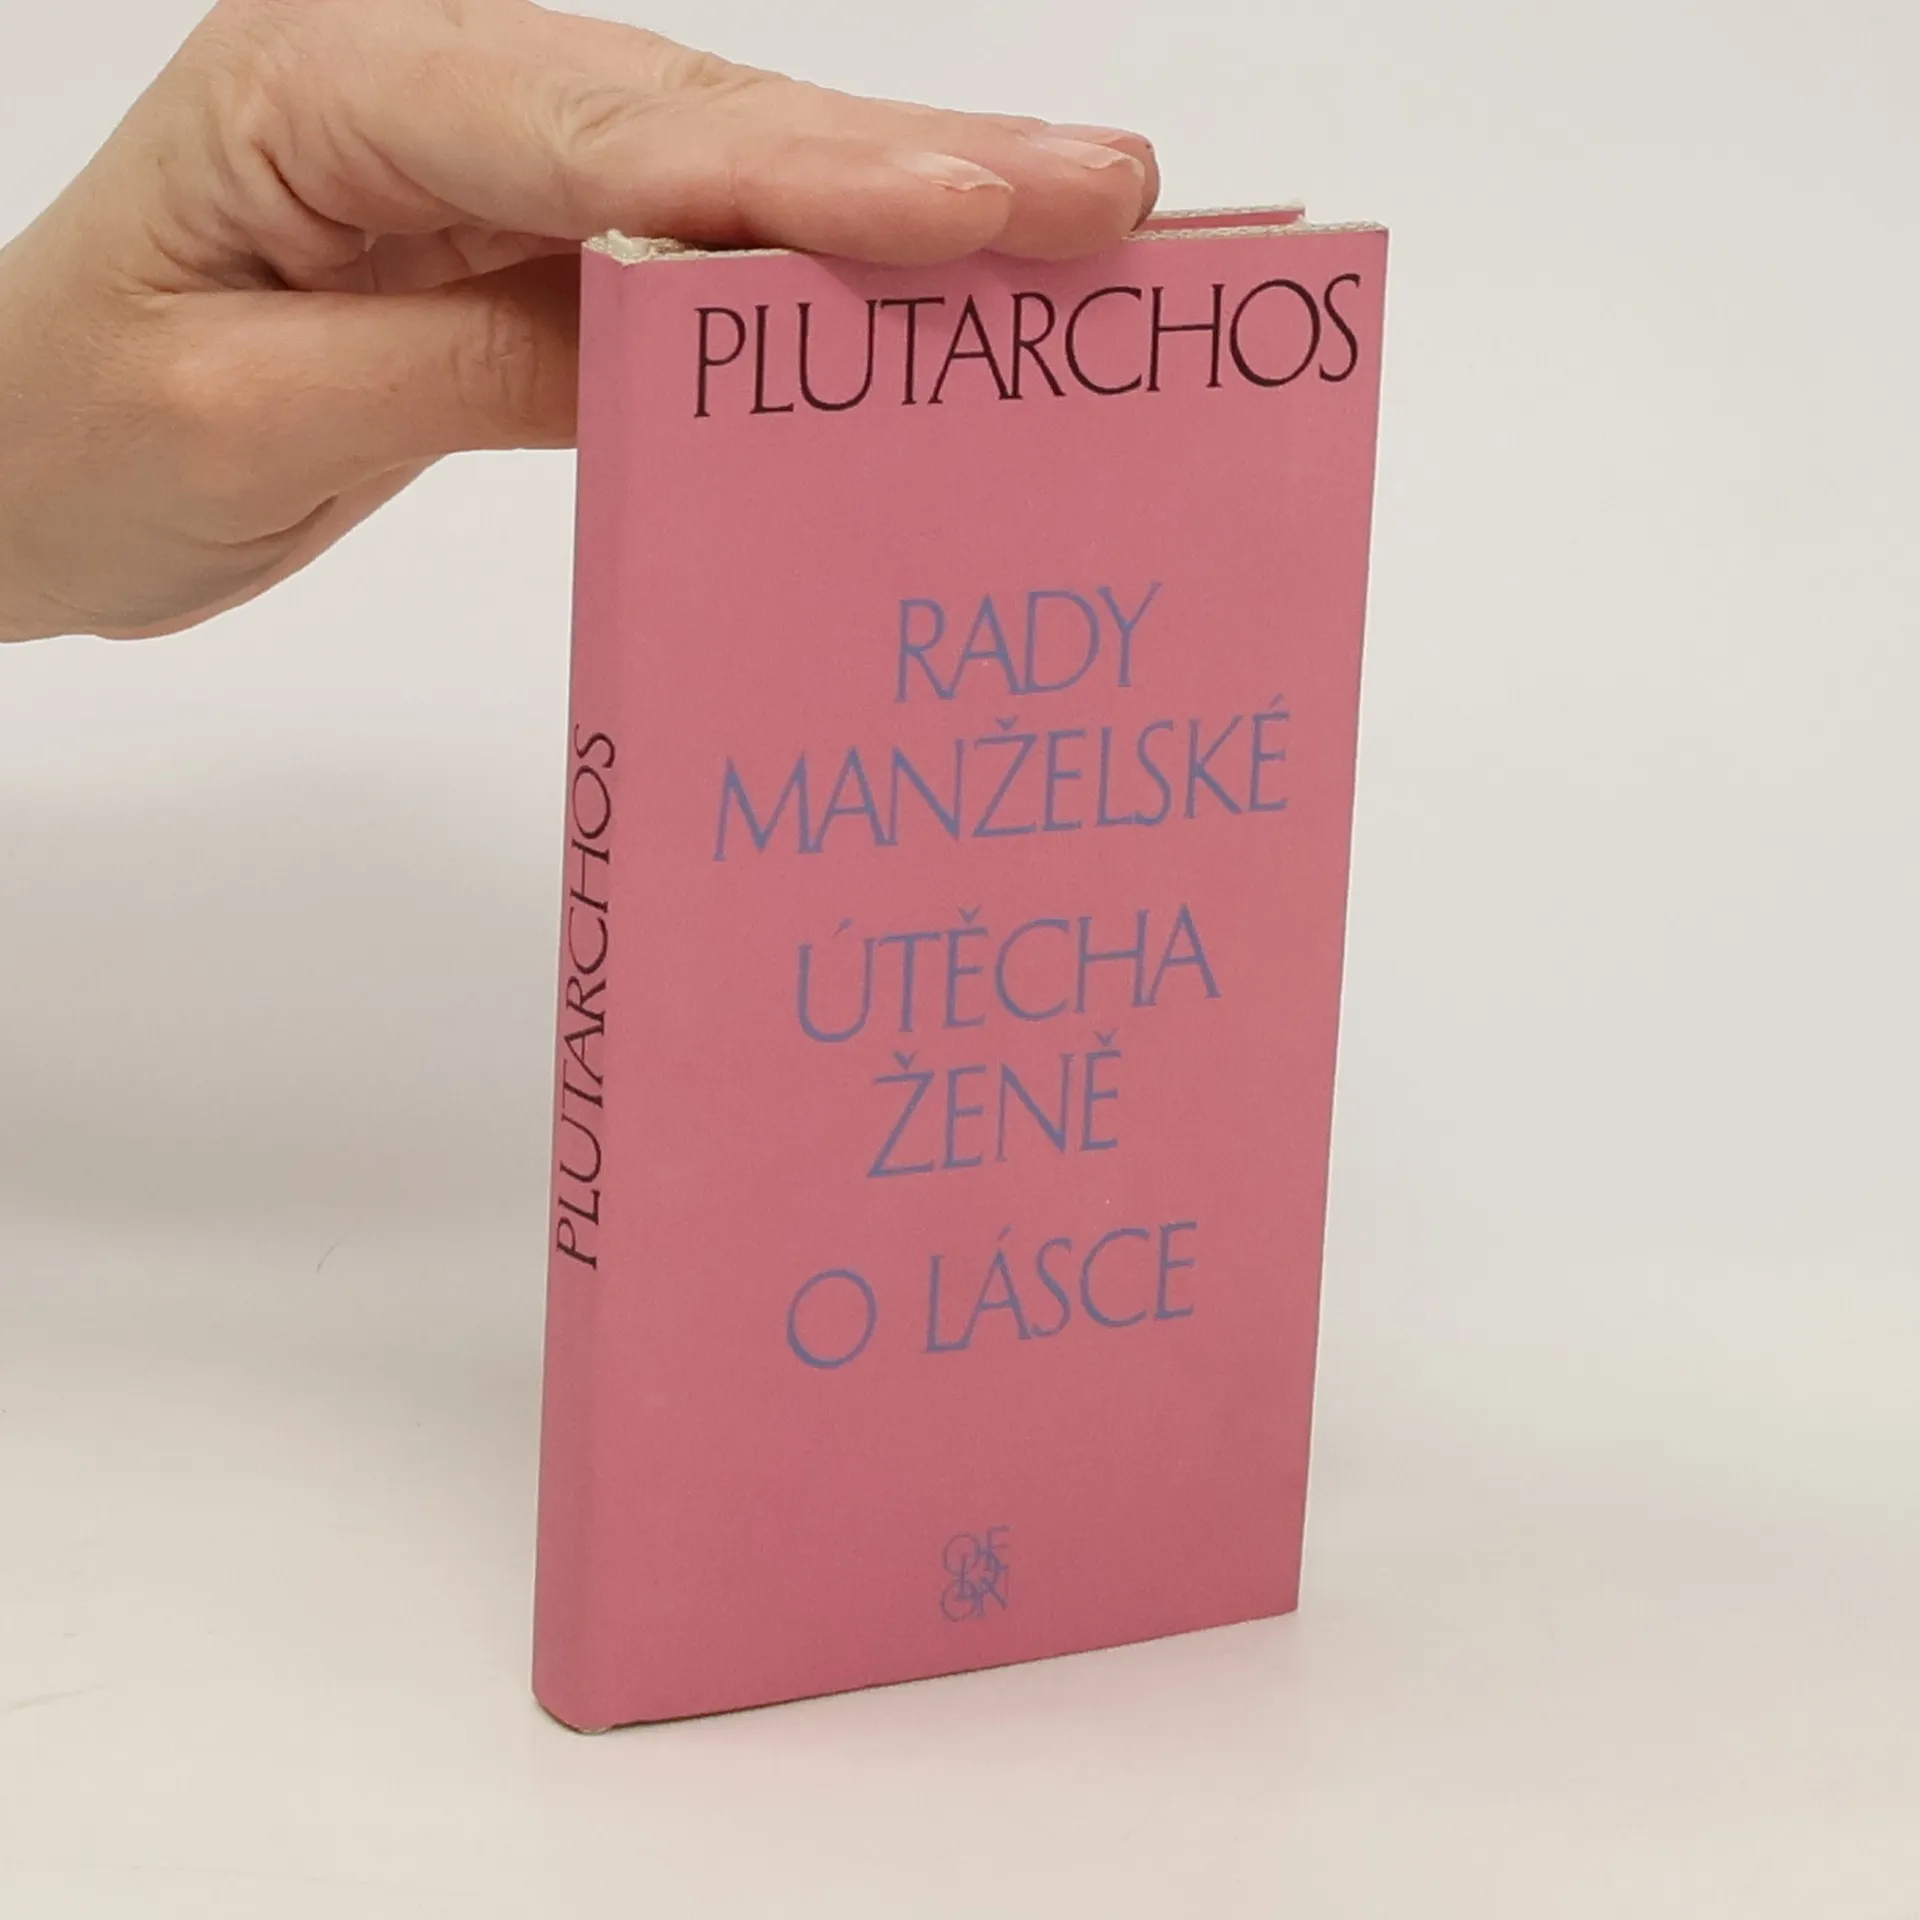 PLUTARCHOS
RADY
MANŽELSKÉ
ÚTĚCHA
ŽENĚ
O LÁSCE
PLUTARCHOS